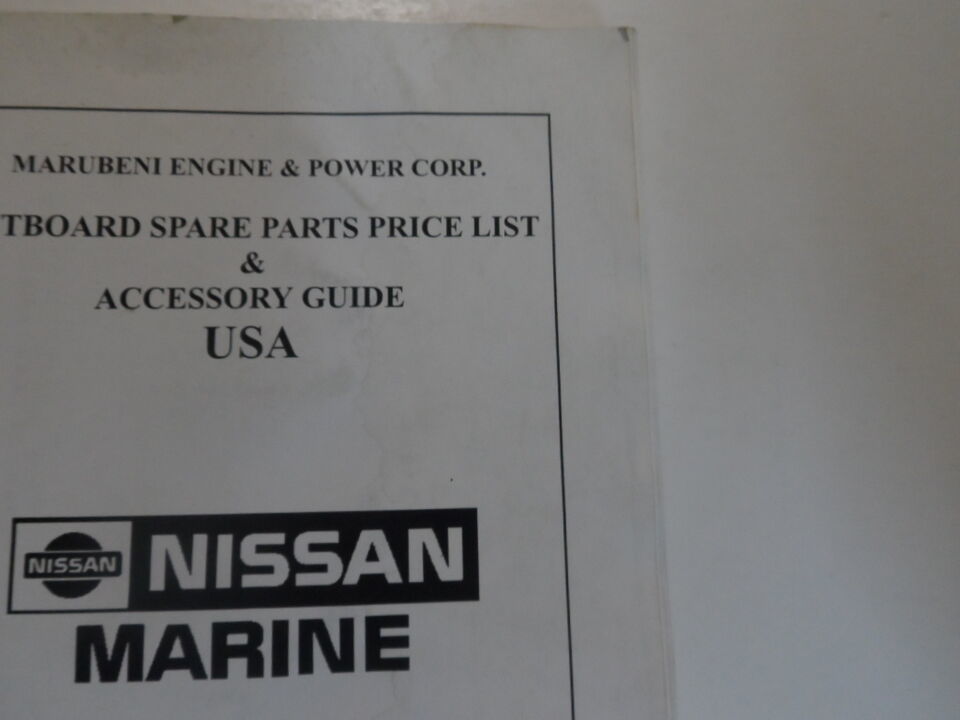 MARUBENI ENGINE & POWER CORP.
TBOARD SPARE PARTS PRICE LIST
&
ACCESSORY GUIDE
USA
NISSAN NISSAN
MARINE